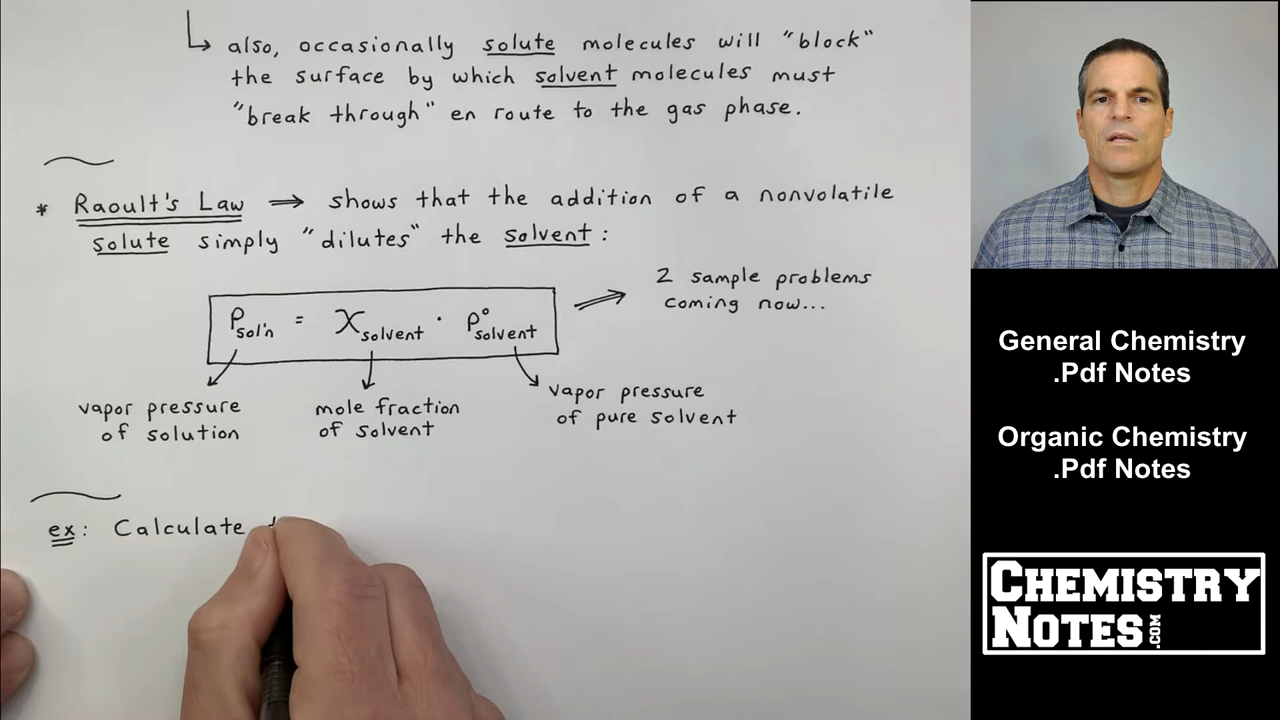 also, occasionally solute molecules will "block"
the surface by which solvent molecules must
"break through" en route to the gas phase.
* Raoult's Law → shows that the addition of a nonvolatile
solute simply "dilutes" the solvent:
P sol'n = X solvent · P° solvent
2 sample problems
coming now...
vapor pressure
of solution
mole fraction
of solvent
vapor pressure
of pure solvent
ex: Calculate
General Chemistry
.Pdf Notes
Organic Chemistry
.Pdf Notes
CHEMISTRY
NOTES.COM